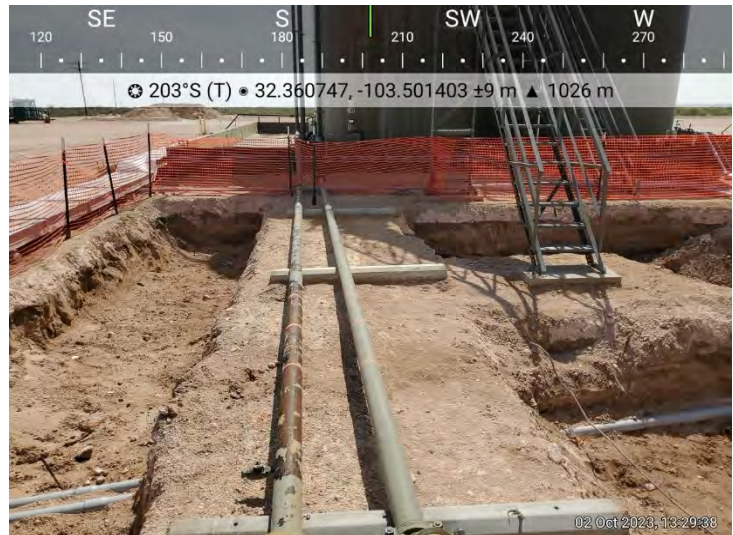 SE S SW W
120 150 180 210 240 270
203°S (T) 32.360747, -103.501403 ±9 m ▲ 1026 m
02 Oct 2023, 13:29:38